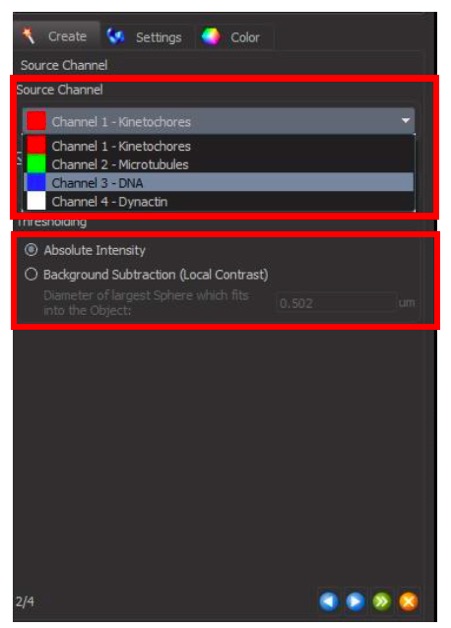 Create Settings Color
Source Channel
Source Channel
Channel 1 - Kinetochores
Channel 1 - Kinetochores
Channel 2 - Microtubules
Channel 3 - DNA
Channel 4 - Dynactin
Thresholding
Absolute Intensity
Background Subtraction (Local Contrast)
Diameter of largest Sphere which fits
into the Object: 0.502 um
2/4